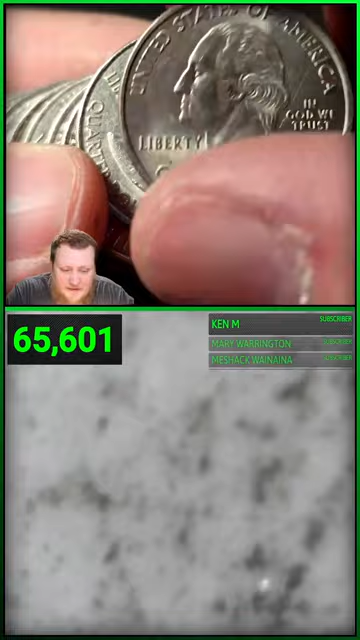 UNITED STATES OF AMERICA
LIBERTY
IN
GOD WE
TRUST
QUARTER
65,601
KEN M
SUBSCRIBER
MARY WARRINGTON
SUBSCRIBER
MESHACK WAINAINA
SUBSCRIBER